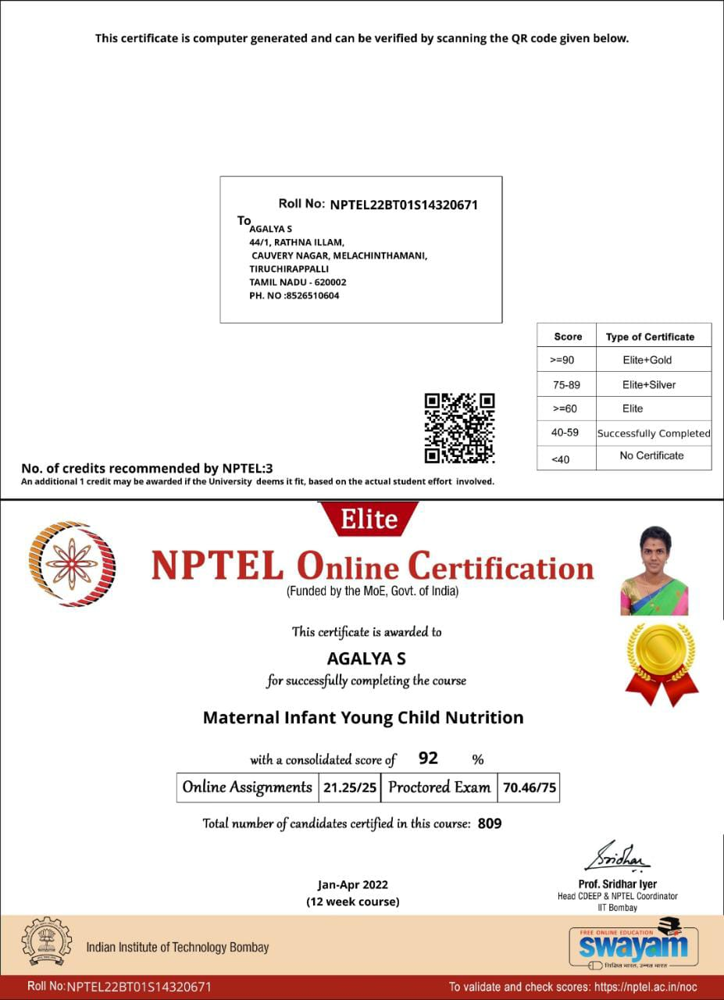 This certificate is computer generated and can be verified by scanning the QR code given below.
Roll No: NPTEL22BT01S14320671
To
AGALYA S
44/1, RATHNA ILLAM,
CAUVERY NAGAR, MELACHINTHAMANI,
TIRUCHIRAPPALLI
TAMIL NADU - 620002
PH. NO :8526510604
Score Type of Certificate
>=90 Elite+Gold
75-89 Elite+Silver
>=60 Elite
40-59 Successfully Completed
<40 No Certificate
No. of credits recommended by NPTEL:3
An additional 1 credit may be awarded if the University deems it fit, based on the actual student effort involved.
Elite
NPTEL Online Certification
(Funded by the MoE, Govt. of India)
This certificate is awarded to
AGALYA S
for successfully completing the course
Maternal Infant Young Child Nutrition
with a consolidated score of 92 %
Online Assignments 21.25/25 Proctored Exam 70.46/75
Total number of candidates certified in this course: 809
Sridhar
Prof. Sridhar Iyer
Head CDEEP & NPTEL Coordinator
IIT Bombay
Jan-Apr 2022
(12 week course)
Indian Institute of Technology Bombay
FREE ONLINE EDUCATION
swayam
शिक्षित भारत, उन्नत भारत
Roll No:NPTEL22BT01S14320671
To validate and check scores: https://nptel.ac.in/noc